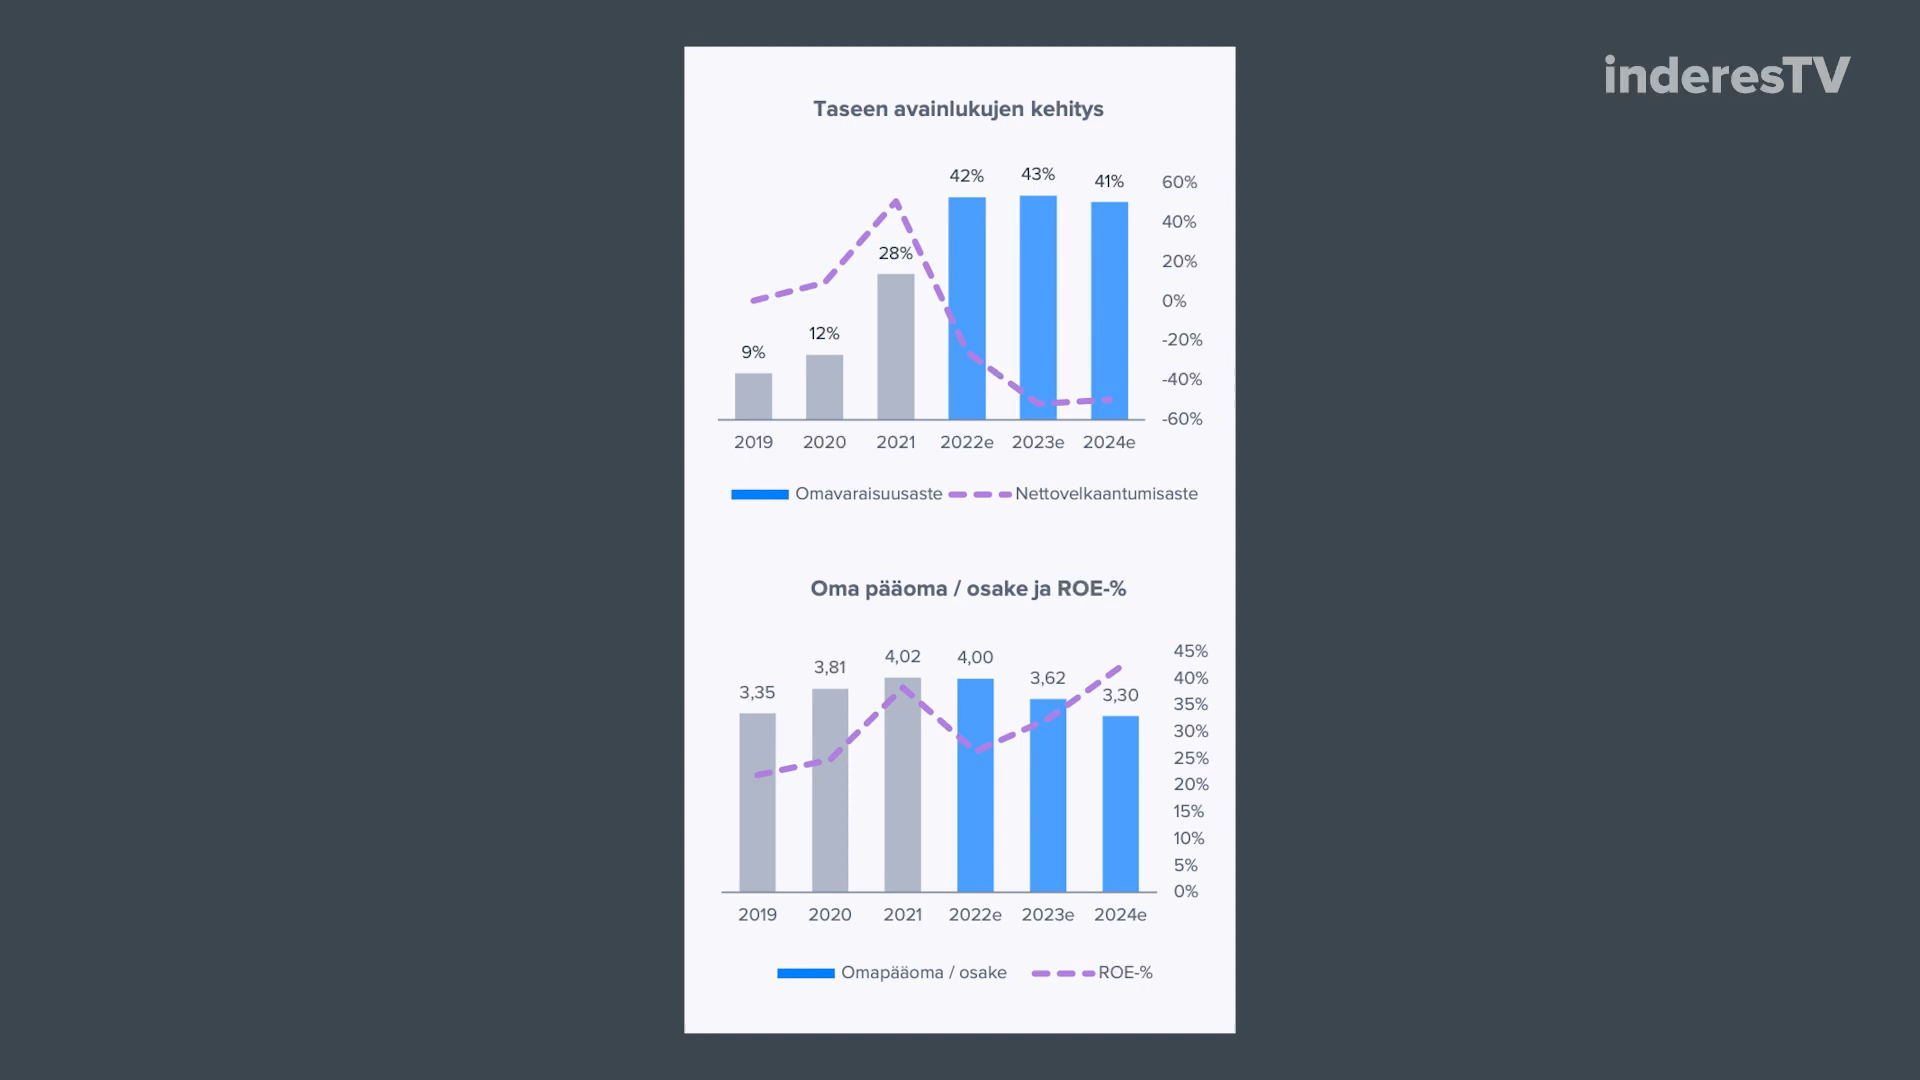 inderesTV
Taseen avainlukujen kehitys
42% 43% 41%
28%
12%
9%
60%
40%
20%
0%
-20%
-40%
-60%
2019 2020 2021 2022e 2023e 2024e
Omavaraisuusaste Nettovelkaantumisaste
Oma pääoma / osake ja ROE-%
3,35 3,81 4,02 4,00 3,62 3,30
45%
40%
35%
30%
25%
20%
15%
10%
5%
0%
2019 2020 2021 2022e 2023e 2024e
Omapääoma / osake ROE-%